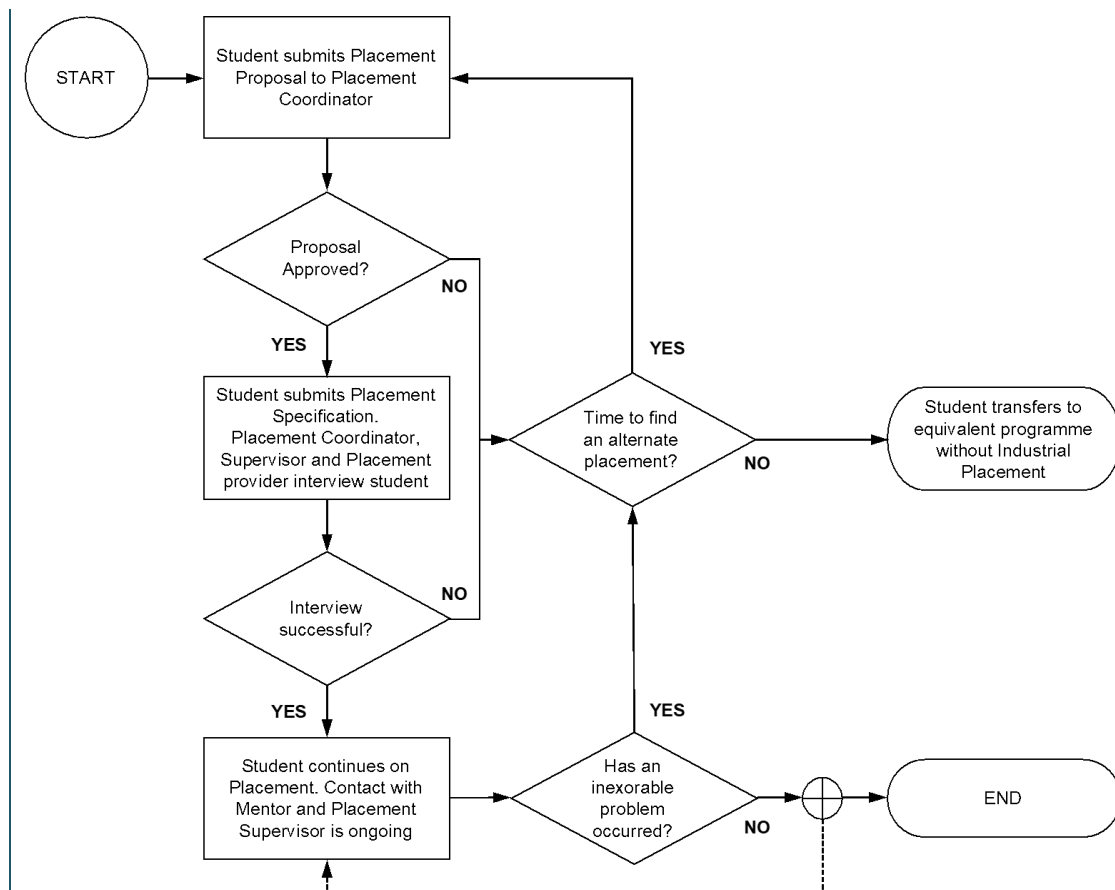 START
Student submits Placement
Proposal to Placement
Coordinator
Proposal
Approved?
NO
YES
Student submits Placement
Specification.
Placement Coordinator,
Supervisor and Placement
provider interview student
Interview
successful?
NO
YES
Student continues on
Placement. Contact with
Mentor and Placement
Supervisor is ongoing
YES
Time to find
an alternate
placement?
NO
Student transfers to
equivalent programme
without Industrial
Placement
YES
Has an
inexorable
problem
occurred?
NO
END